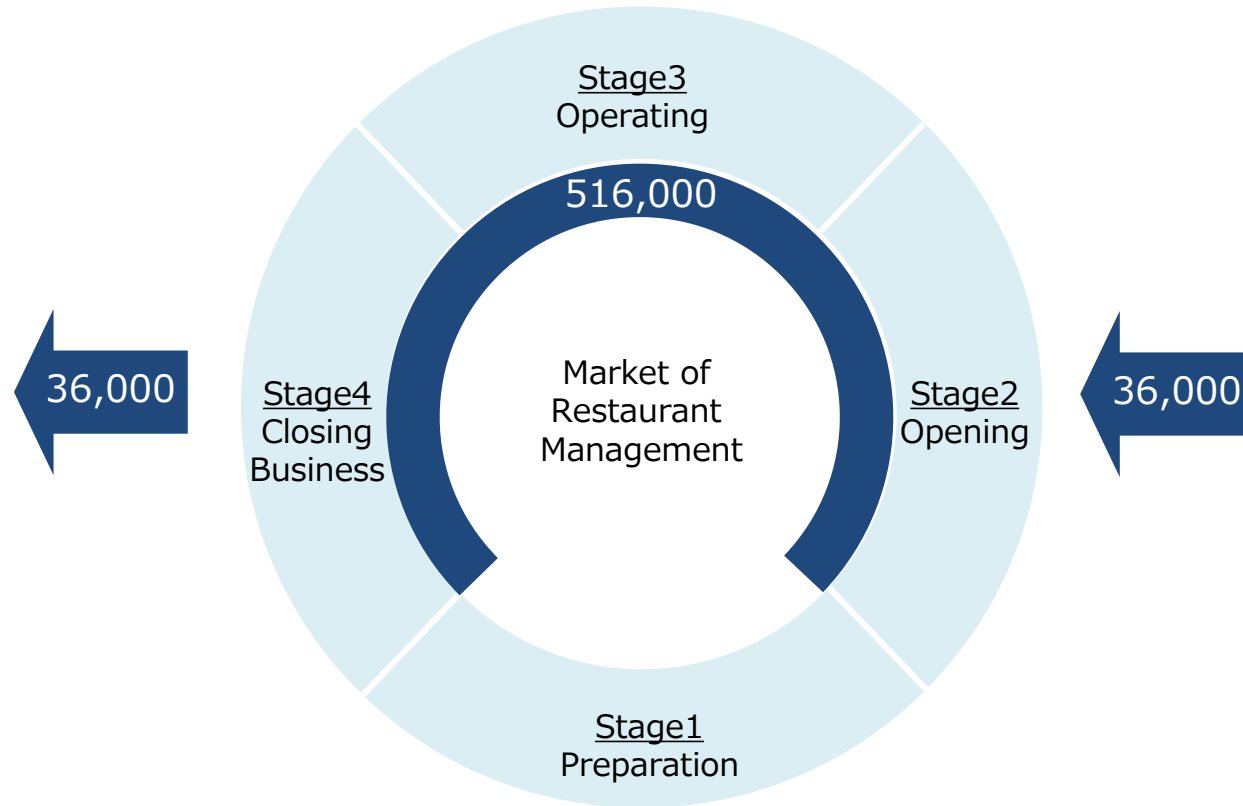 Stage3
Operating
516,000
36,000
Stage4
Closing
Business
Market of
Restaurant
Management
Stage2
Opening
36,000
Stage1
Preparation